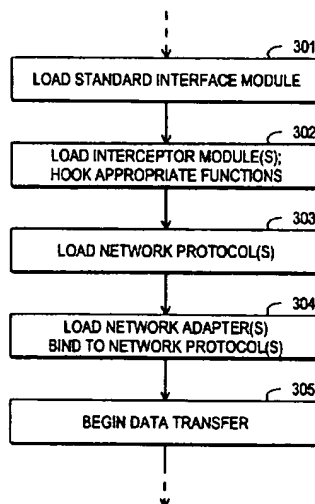 301
LOAD STANDARD INTERFACE MODULE
302
LOAD INTERCEPTOR MODULE(S);
HOOK APPROPRIATE FUNCTIONS
303
LOAD NETWORK PROTOCOL(S)
304
LOAD NETWORK ADAPTER(S)
BIND TO NETWORK PROTOCOL(S)
305
BEGIN DATA TRANSFER